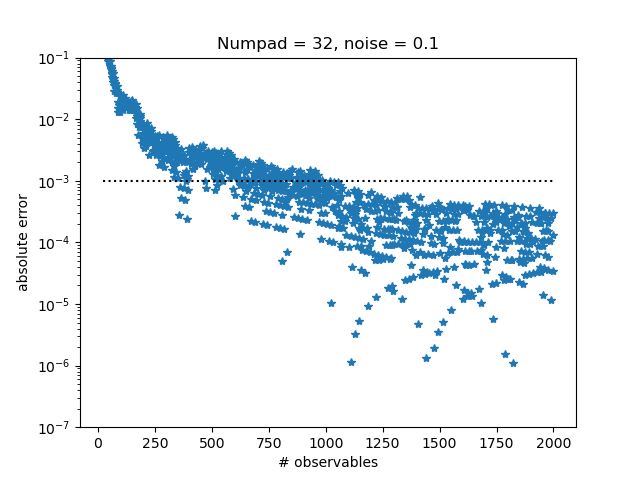 Numpad = 32, noise = 0.1
10⁻¹
10⁻²
10⁻³
10⁻⁴
10⁻⁵
10⁻⁶
10⁻⁷
absolute error
0 250 500 750 1000 1250 1500 1750 2000
# observables